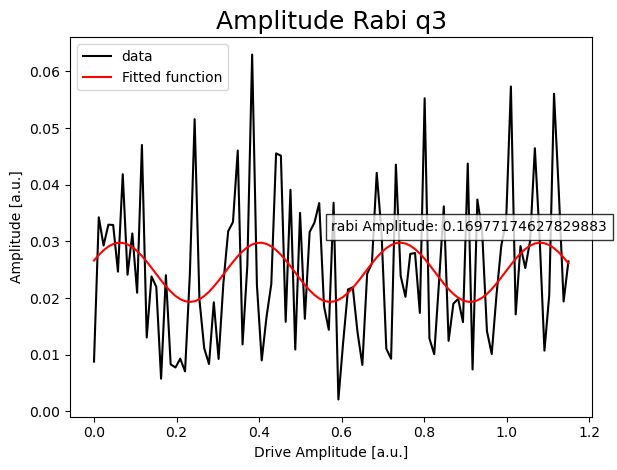 Amplitude Rabi q3
data
Fitted function
rabi Amplitude: 0.16977174627829883
Amplitude [a.u.]
0.06
0.05
0.04
0.03
0.02
0.01
0.00
0.0 0.2 0.4 0.6 0.8 1.0 1.2
Drive Amplitude [a.u.]